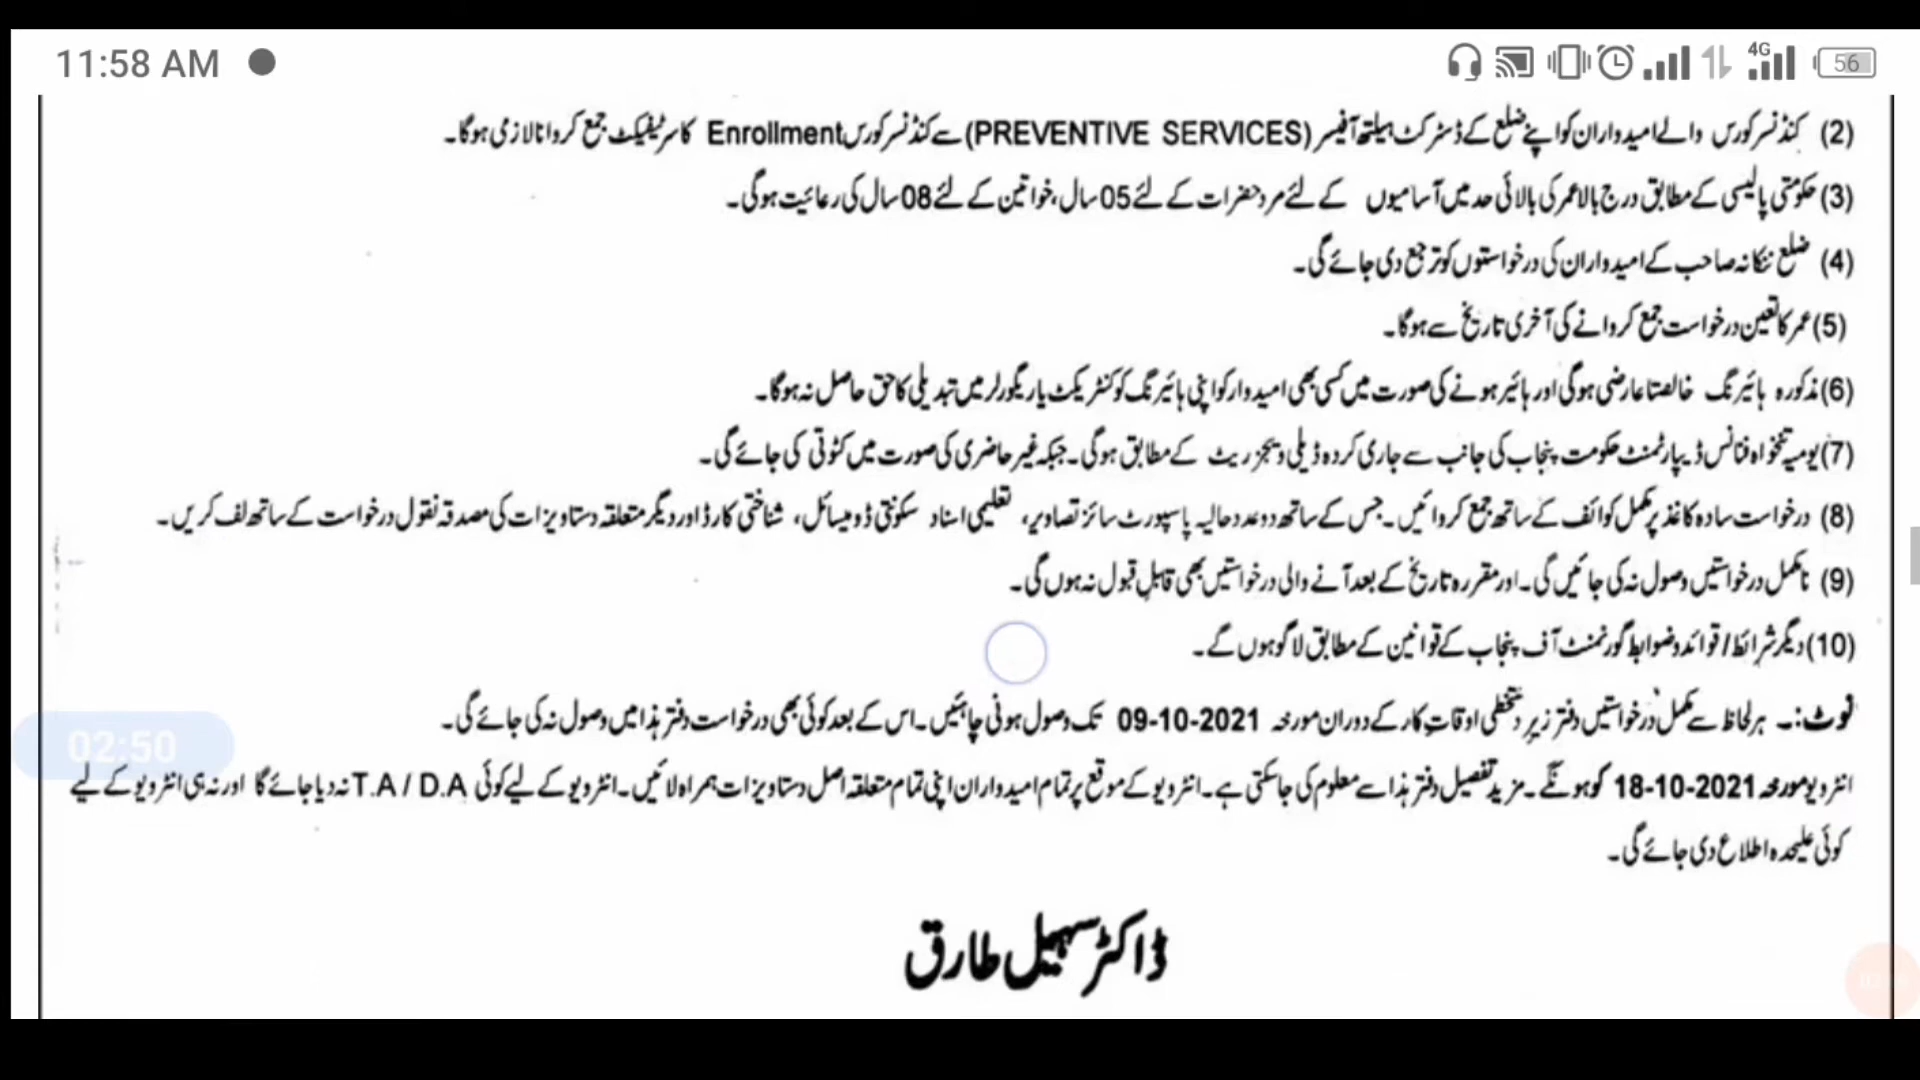 11:58 AM
4G
56
(2) کنڈنسر کورس والے امیدواران کو اپنے ضلع کے ڈسٹرکٹ ہیلتھ آفیسر (PREVENTIVE SERVICES) سے کنڈنسر کورس Enrollment کا سرٹیفیکٹ جمع کروانا لازمی ہوگا۔
(3) حکومتی پالیسی کے مطابق درج بالا عمر کی بالائی حد میں آسامیوں کے لئے مرد حضرات کے لئے 05 سال، خواتین کے لئے 08 سال کی رعائیت ہوگی۔
(4) ضلع ننکانہ صاحب کے امیدواران کی درخواستوں کو ترجع دی جائے گی۔
(5) عمر کا تعین درخواست جمع کروانے کی آخری تاریخ سے ہوگا۔
(6) مذکورہ ہائیرنگ خالصتا عارضی ہوگی اور ہائیر ہونے کی صورت میں کسی بھی امیدوار کو اپنی ہائیرنگ کو کنٹریکٹ یا ریگولر میں تبدیلی کا حق حاصل نہ ہوگا۔
(7) یومیہ تنخواہ فنانس ڈیپارٹمنٹ حکومت پنجاب کی جانب سے جاری کردہ ڈیلی ویجز ریٹ کے مطابق ہوگی۔ جبکہ غیر حاضری کی صورت میں کٹوتی کی جائے گی۔
(8) درخواست سادہ کاغذ پر مکمل کوائف کے ساتھ جمع کروائیں۔ جس کے ساتھ دو عدد حالیہ پاسپورٹ سائز تصاویر، تعلیمی اسناد سکونتی ڈومیسائل، شناختی کارڈ اور دیگر متعلقہ دستاویزات کی مصدقہ نقول درخواست کے ساتھ لف کریں۔
(9) نامکمل درخواستیں وصول نہ کی جائیں گی۔ اور مقررہ تاریخ کے بعد آنے والی درخواستیں بھی قابل قبول نہ ہوں گی۔
(10) دیگر شرائط / قوائد و ضوابط گورنمنٹ آف پنجاب کے قوانین کے مطابق لاگو ہوں گے۔
نوٹ:۔ ہر لحاظ سے مکمل درخواستیں دفتر زیر دستخطی اوقات کار کے دوران مورخہ 09-10-2021 تک وصول ہونی چاہئیں۔ اس کے بعد کوئی بھی درخواست دفتر ہذا میں وصول نہ کی جائے گی۔
02:50
انٹرویو مورخہ 18-10-2021 کو ہونگے۔ مزید تفصیل دفتر ہذا سے معلوم کی جاسکتی ہے۔ انٹرویو کے موقع پر تمام امیدواران اپنی تمام متعلقہ اصل دستاویزات ہمراہ لائیں۔ انٹرویو کے لیے کوئی T.A / D.A نہ دیا جائے گا اور نہ ہی انٹرویو کے لیے
کوئی علیحدہ اطلاع دی جائے گی۔
ڈاکٹر سہیل طارق